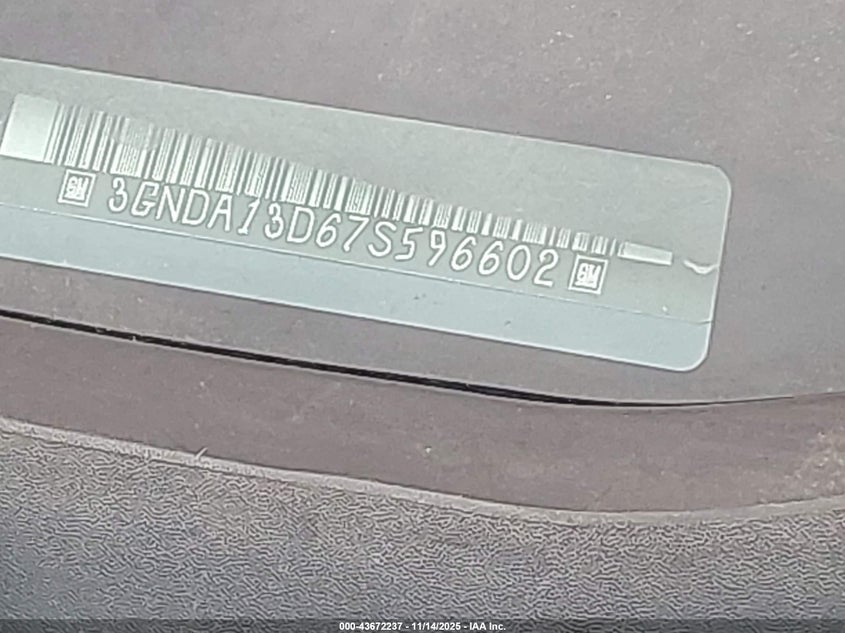 GM 3GNDA13D67S596602 GM
000-43672237 - 11/14/2025 - IAA Inc.